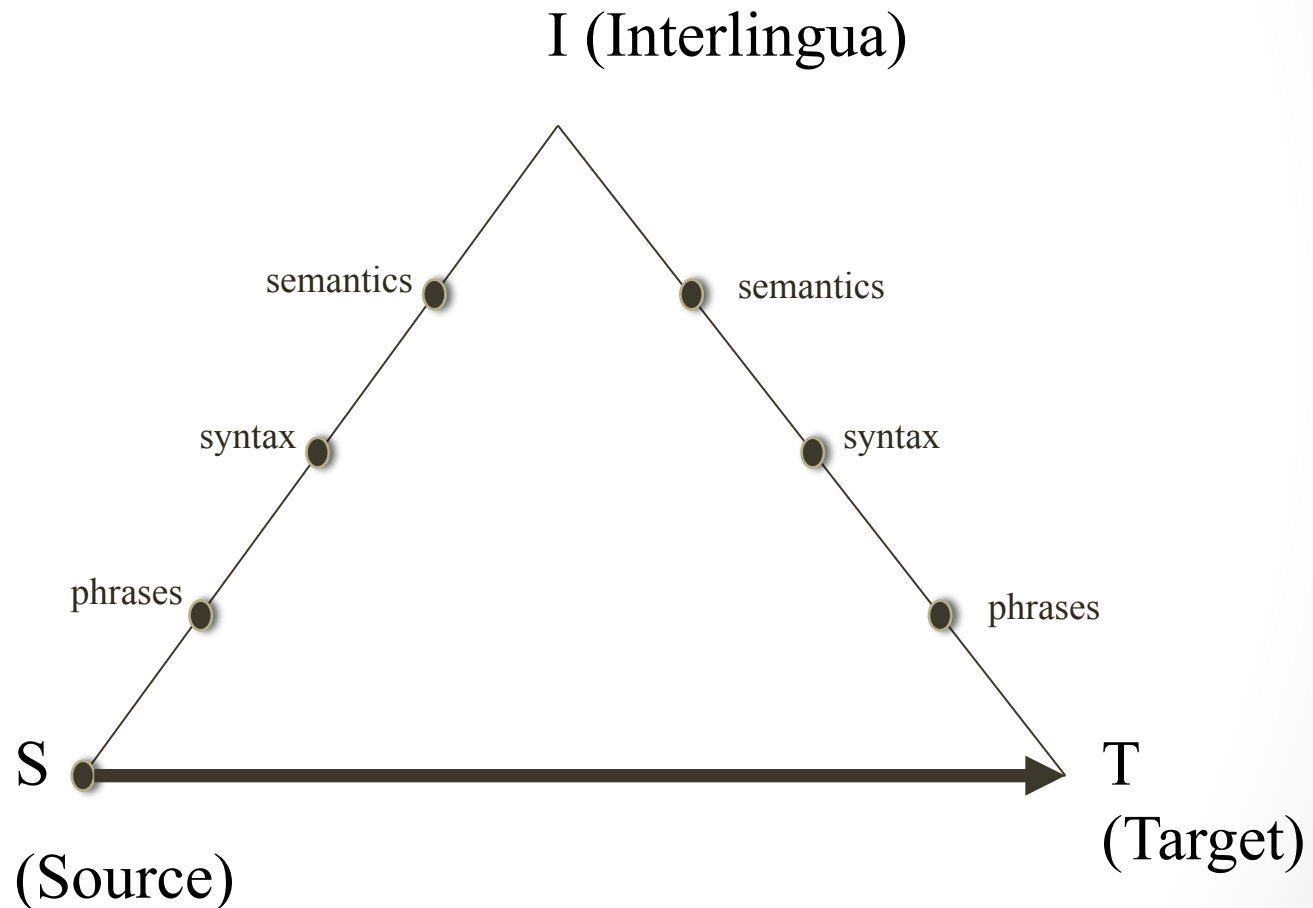 I (Interlingua)
semantics
semantics
syntax
syntax
phrases
phrases
S
T
(Target)
(Source)